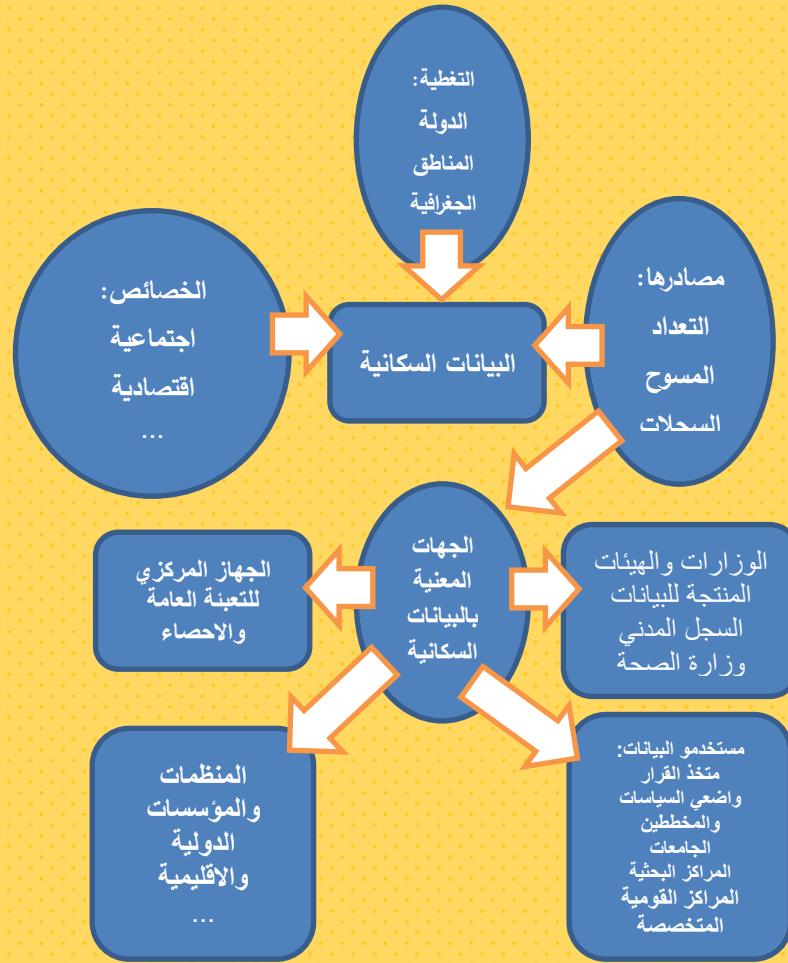 التغطية:
الدولة
المناطق
الجغرافية
مصادرها:
التعداد
المسوح
السجلات
البيانات السكانية
الخصائص:
اجتماعية
اقتصادية
...
الجهات
المعنية
بالبيانات
السكانية
الوزارات والهيئات
المنتجة للبيانات
السجل المدني
وزارة الصحة
الجهاز المركزي
للتعبئة العامة
والاحصاء
مستخدمو البيانات:
متخذ القرار
واضعي السياسات
والمخططين
الجامعات
المراكز البحثية
المراكز القومية
المتخصصة
المنظمات
والمؤسسات
الدولية
والاقليمية
...